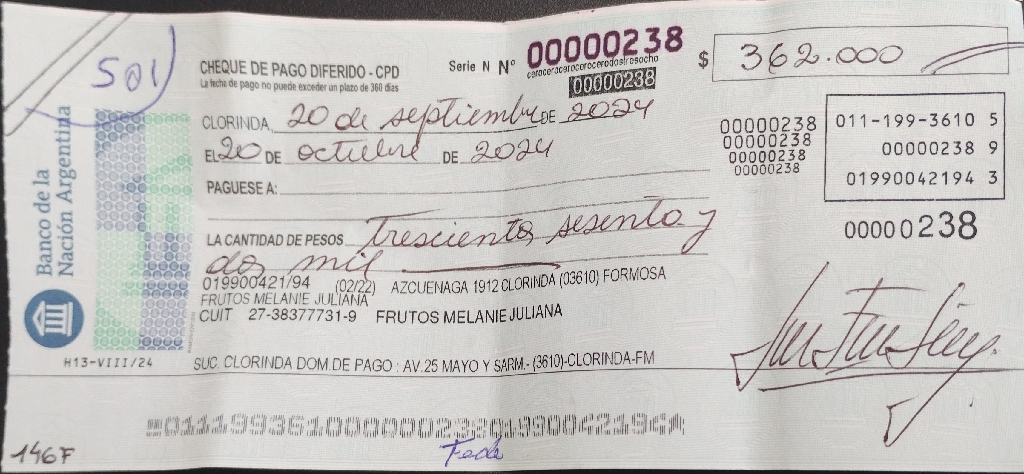 501
CHEQUE DE PAGO DIFERIDO - CPD
La fecha de pago no puede exceder un plazo de 360 días
Serie N Nº 00000238
cerocerocerocerocerodostresocho
00000238
$ 362.000
CLORINDA, 20 de septiembre DE 2024
EL 20 DE octubre DE 2024
PAGUESE A:
LA CANTIDAD DE PESOS Trescientos sesenta y
dos mil
019900421/94 (02/22) AZCUENAGA 1912 CLORINDA (03610) FORMOSA
FRUTOS MELANIE JULIANA
CUIT 27-38377731-9 FRUTOS MELANIE JULIANA
SUC. CLORINDA DOM.DE PAGO : AV.25 MAYO Y SARM.- (3610)-CLORINDA-FM
00000238
00000238
00000238
00000238
011-199-3610 5
00000238 9
01990042194 3
00000238
Banco de la
Nación Argentina
H13-VIII/24
01119936100000023801990042194
Fede
146F